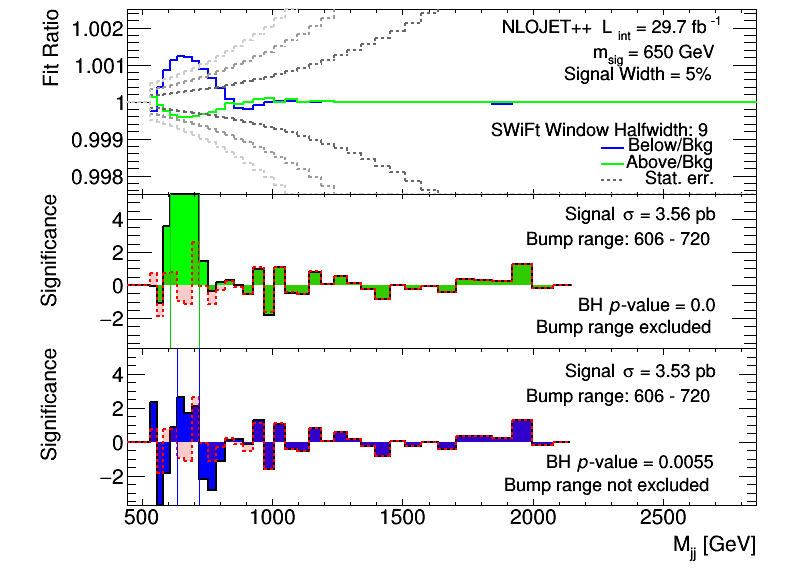 Fit Ratio
1.002
1.001
1
0.999
0.998
NLOJET++ L int = 29.7 fb -1
m sig = 650 GeV
Signal Width = 5%
SWiFt Window Halfwidth: 9
Below/Bkg
Above/Bkg
Stat. err.
Significance
4
2
0
−2
Signal σ = 3.56 pb
Bump range: 606 - 720
BH p-value = 0.0
Bump range excluded
Significance
4
2
0
−2
Signal σ = 3.53 pb
Bump range: 606 - 720
BH p-value = 0.0055
Bump range not excluded
500 1000 1500 2000 2500
Mjj [GeV]